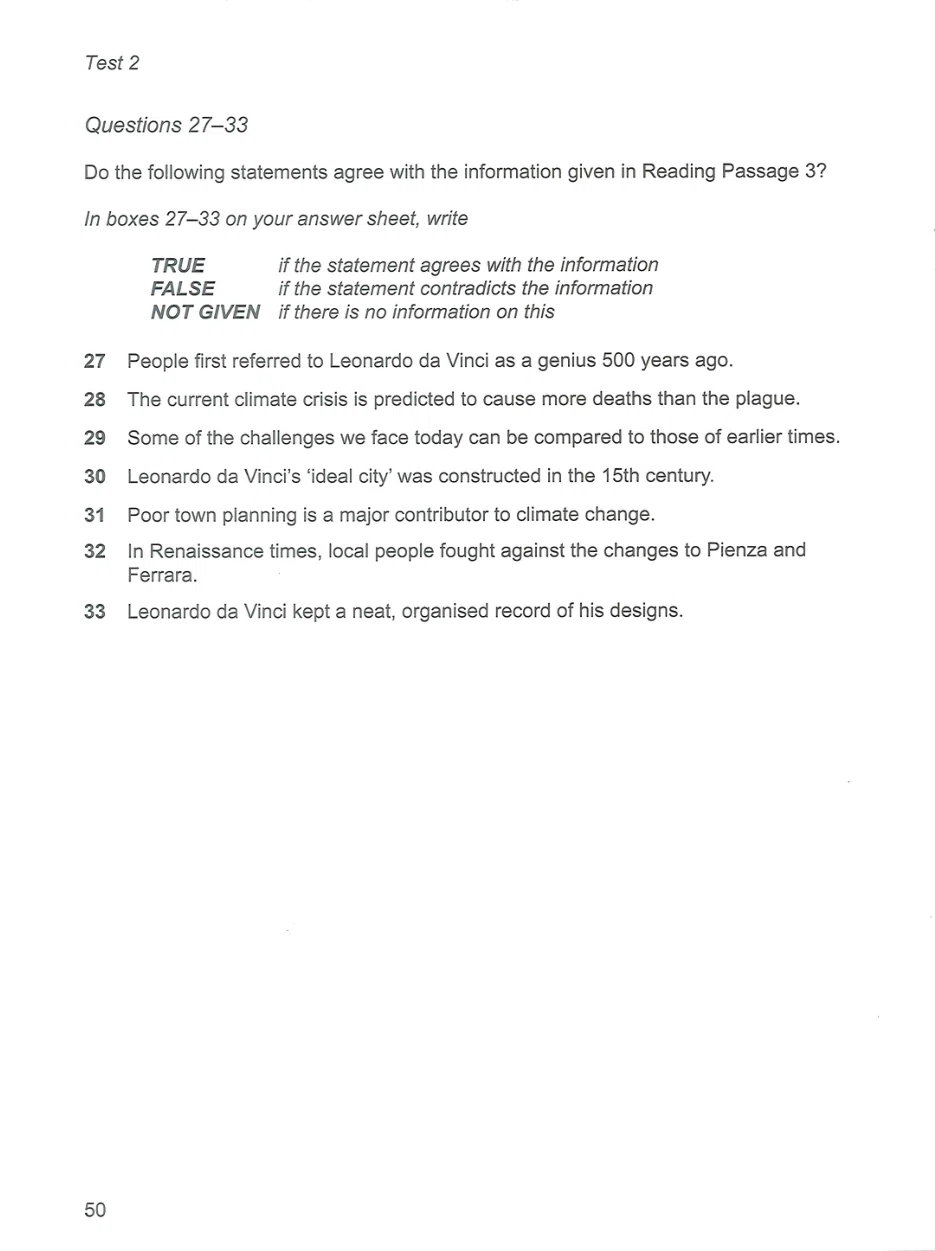 Test 2
Questions 27–33
Do the following statements agree with the information given in Reading Passage 3?
In boxes 27–33 on your answer sheet, write
TRUE if the statement agrees with the information
FALSE if the statement contradicts the information
NOT GIVEN if there is no information on this
27 People first referred to Leonardo da Vinci as a genius 500 years ago.
28 The current climate crisis is predicted to cause more deaths than the plague.
29 Some of the challenges we face today can be compared to those of earlier times.
30 Leonardo da Vinci's 'ideal city' was constructed in the 15th century.
31 Poor town planning is a major contributor to climate change.
32 In Renaissance times, local people fought against the changes to Pienza and
Ferrara.
33 Leonardo da Vinci kept a neat, organised record of his designs.
50